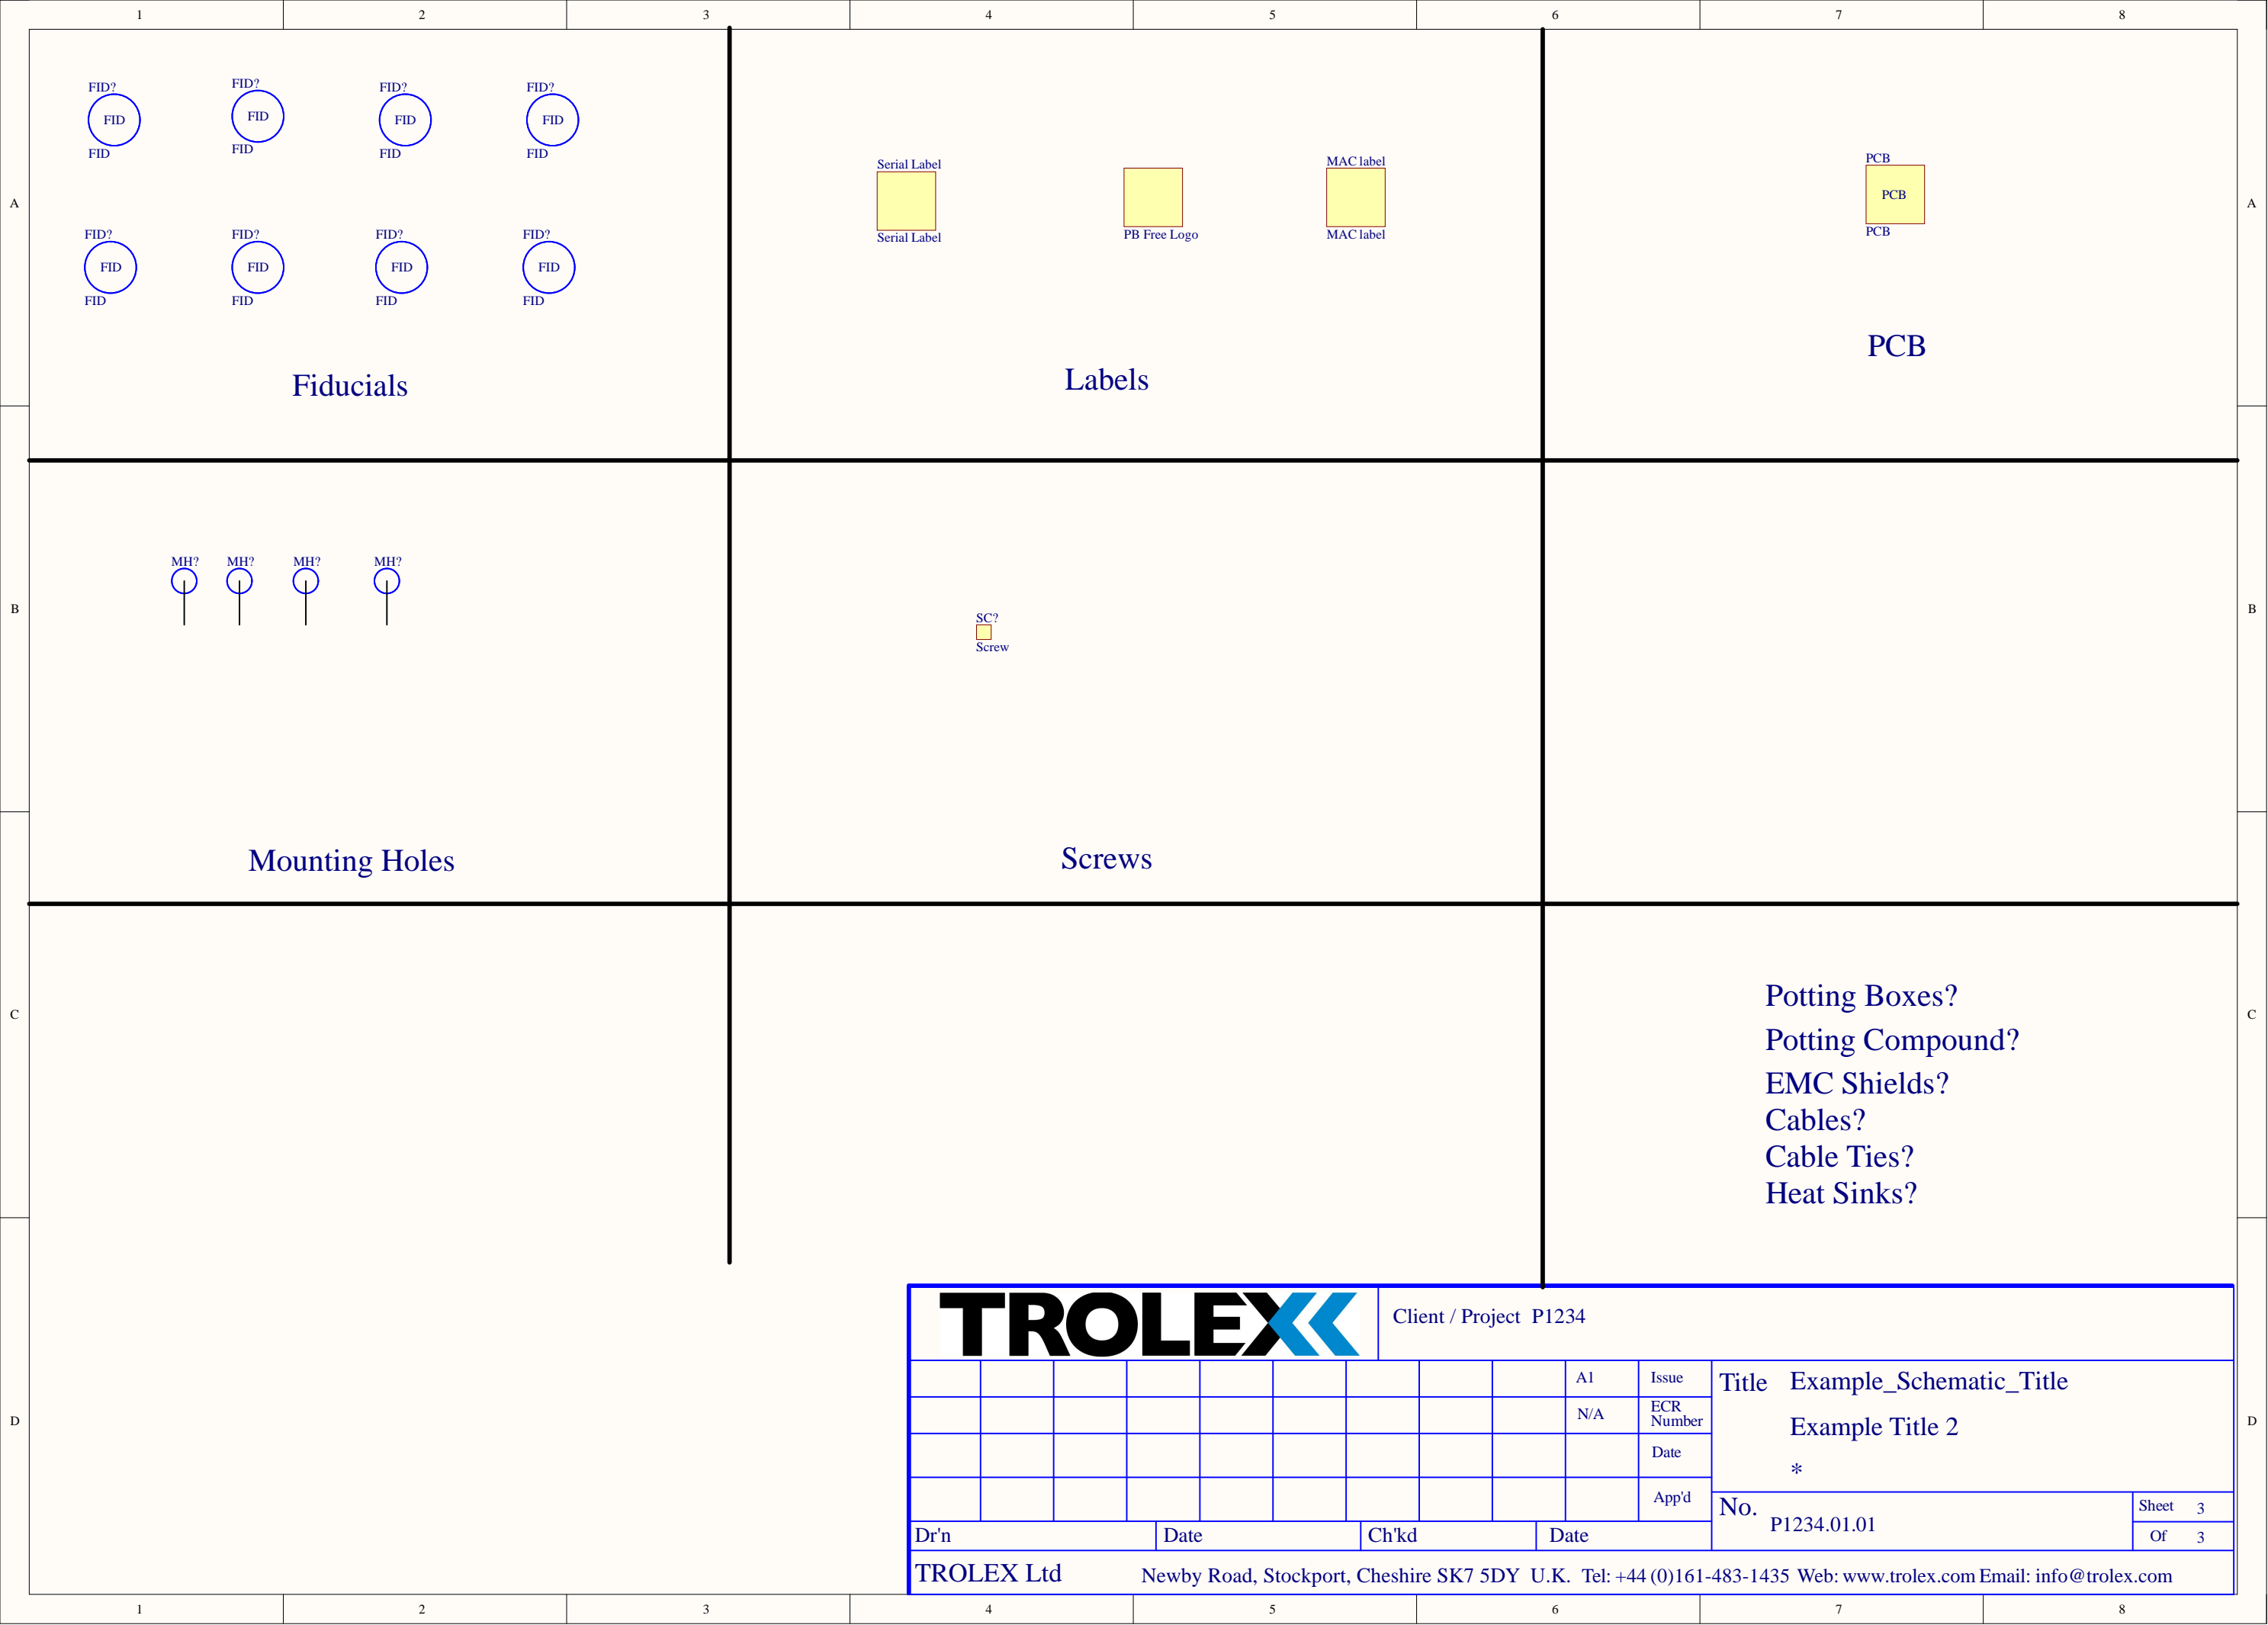 1 2 3 4 5 6 7 8
FID? FID? FID? FID?
FID FID FID FID
FID FID FID FID
Serial Label MAC label PCB
PCB
Serial Label PB Free Logo MAC label PCB
A A
FID? FID? FID? FID?
FID FID FID FID
FID FID FID FID
Fiducials Labels PCB
MH? MH? MH? MH?
B B
SC?
Screw
Mounting Holes Screws
Potting Boxes?
C C
Potting Compound?
EMC Shields?
Cables?
Cable Ties?
Heat Sinks?
TROLEX
Client / Project P1234
A1 Issue
N/A ECR Number
Date
App'd
Title Example_Schematic_Title
Example Title 2
*
D D
No. P1234.01.01
Sheet 3
Of 3
Dr'n Date Ch'kd Date
TROLEX Ltd Newby Road, Stockport, Cheshire SK7 5DY U.K. Tel: +44 (0)161-483-1435 Web: www.trolex.com Email: info@trolex.com
1 2 3 4 5 6 7 8